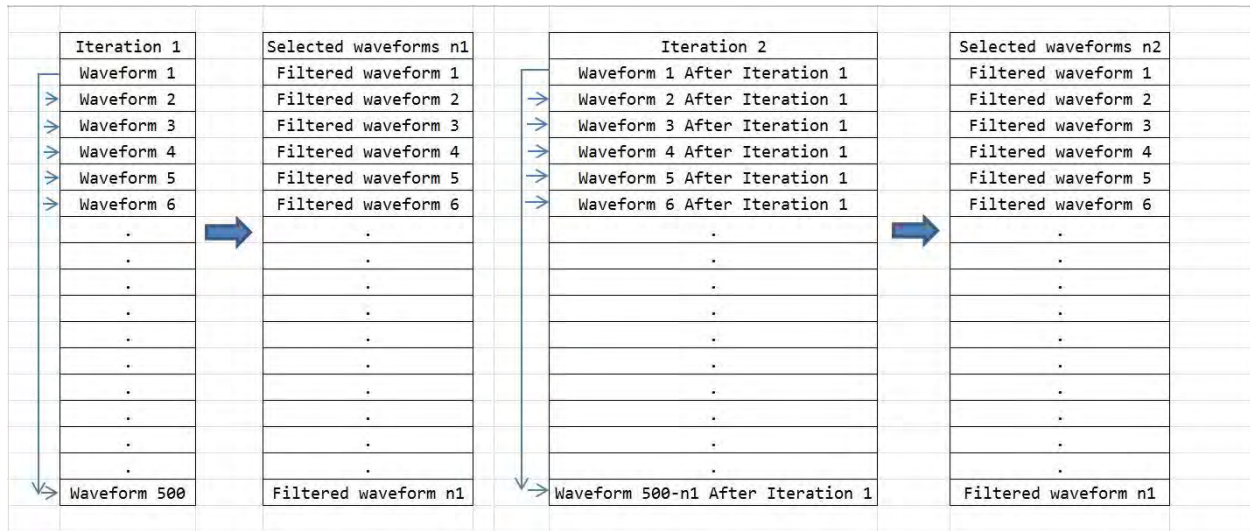 Iteration 1
Waveform 1
Waveform 2
Waveform 3
Waveform 4
Waveform 5
Waveform 6
.
.
.
.
.
.
.
.
.
.
Waveform 500
Selected waveforms n1
Filtered waveform 1
Filtered waveform 2
Filtered waveform 3
Filtered waveform 4
Filtered waveform 5
Filtered waveform 6
.
.
.
.
.
.
.
.
.
.
Filtered waveform n1
Iteration 2
Waveform 1 After Iteration 1
Waveform 2 After Iteration 1
Waveform 3 After Iteration 1
Waveform 4 After Iteration 1
Waveform 5 After Iteration 1
Waveform 6 After Iteration 1
.
.
.
.
.
.
.
.
.
.
Waveform 500-n1 After Iteration 1
Selected waveforms n2
Filtered waveform 1
Filtered waveform 2
Filtered waveform 3
Filtered waveform 4
Filtered waveform 5
Filtered waveform 6
.
.
.
.
.
.
.
.
.
.
Filtered waveform n1